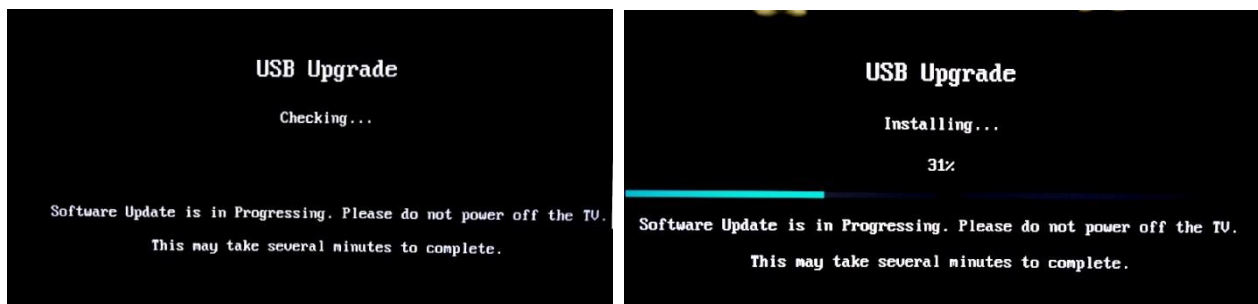 USB Upgrade
Checking...
Software Update is in Progressing. Please do not power off the TV.
This may take several minutes to complete.
USB Upgrade
Installing...
31%
Software Update is in Progressing. Please do not power off the TV.
This may take several minutes to complete.